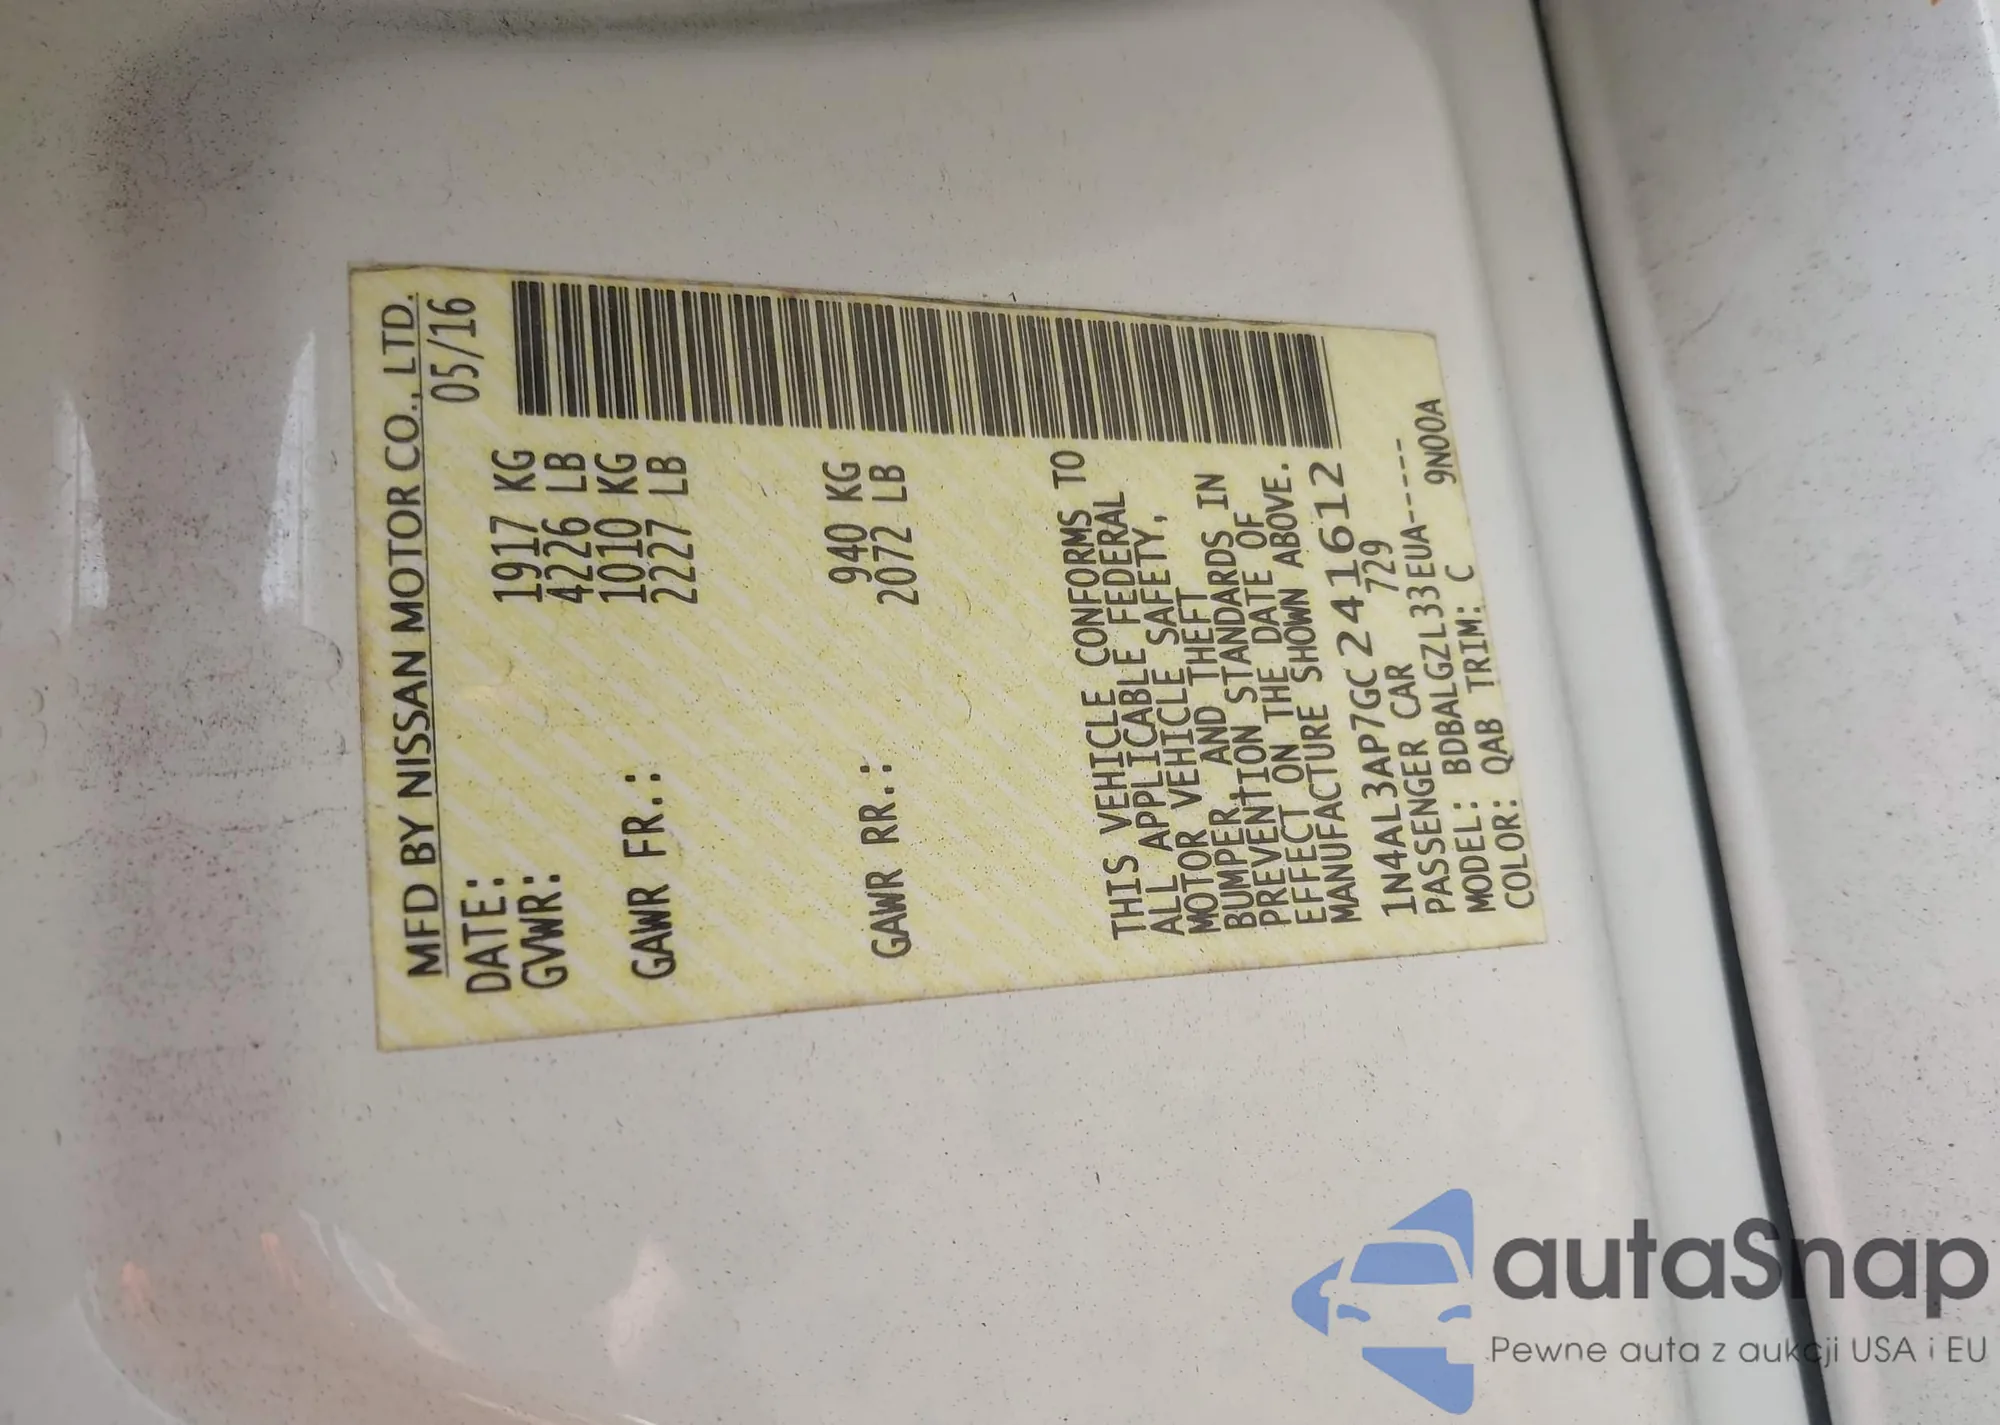 MFD BY NISSAN MOTOR CO., LTD.
DATE: 05/16
GVWR: 1917 KG
4226 LB
GAWR FR.: 1010 KG
2227 LB
GAWR RR.: 940 KG
2072 LB
THIS VEHICLE CONFORMS TO
ALL APPLICABLE FEDERAL
MOTOR VEHICLE SAFETY,
BUMPER, AND THEFT
PREVENTION STANDARDS IN
EFFECT ON THE DATE OF
MANUFACTURE SHOWN ABOVE.
1N4AL3AP7GC241612
PASSENGER CAR 729
MODEL: BDBALGZL33EUA-----
COLOR: QAB TRIM: C 9N00A
autaSnap
Pewne auta z aukcji USA i EU